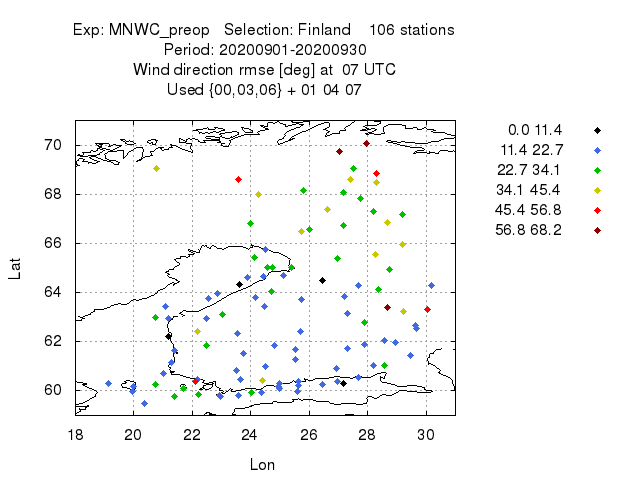 Exp: MNWC_preop   Selection: Finland    106 stations
Period: 20200901-20200930
Wind direction rmse [deg] at  07 UTC
Used {00,03,06} + 01 04 07
0.0 11.4
11.4 22.7
22.7 34.1
34.1 45.4
45.4 56.8
56.8 68.2
70
68
66
64
62
60
Lat
18 20 22 24 26 28 30
Lon